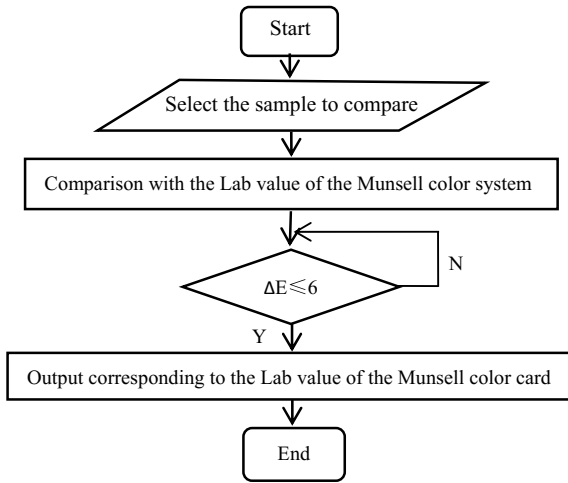 Start
Select the sample to compare
Comparison with the Lab value of the Munsell color system
N
ΔE≤6
Y
Output corresponding to the Lab value of the Munsell color card
End